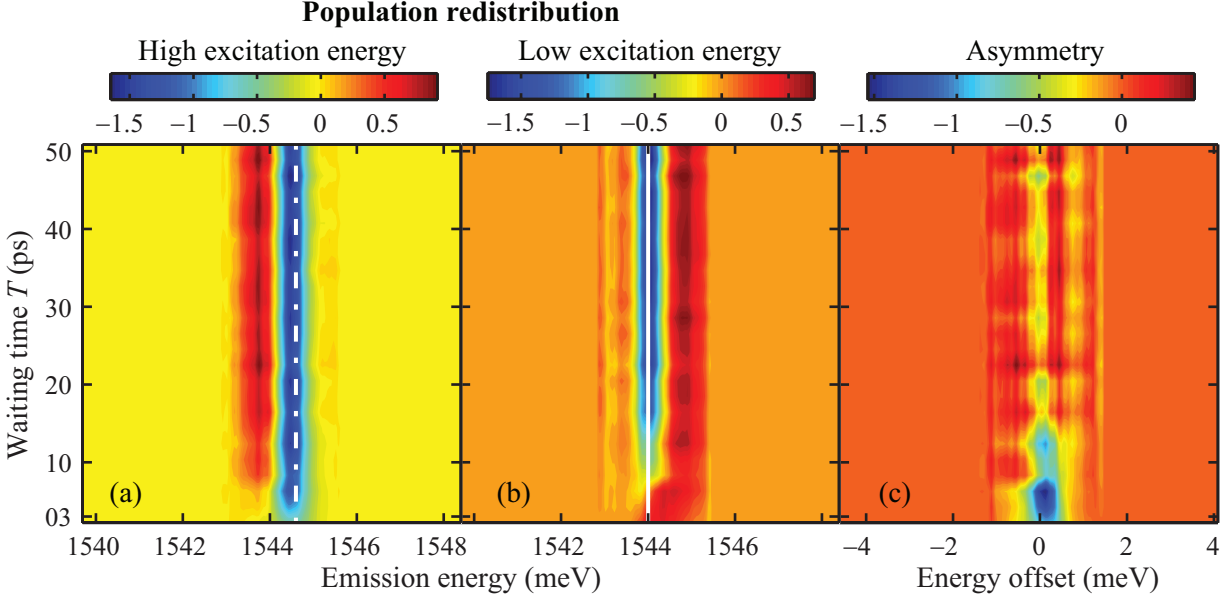 Population redistribution
High excitation energy Low excitation energy Asymmetry
−1.5 −1 −0.5 0 0.5 −1.5 −1 −0.5 0 0.5 −1.5 −1 −0.5 0
50
40
30
20
10
03
Waiting time T (ps)
(a) (b) (c)
1540 1542 1544 1546 1548 1542 1544 1546 −4 −2 0 2 4
Emission energy (meV) Energy offset (meV)